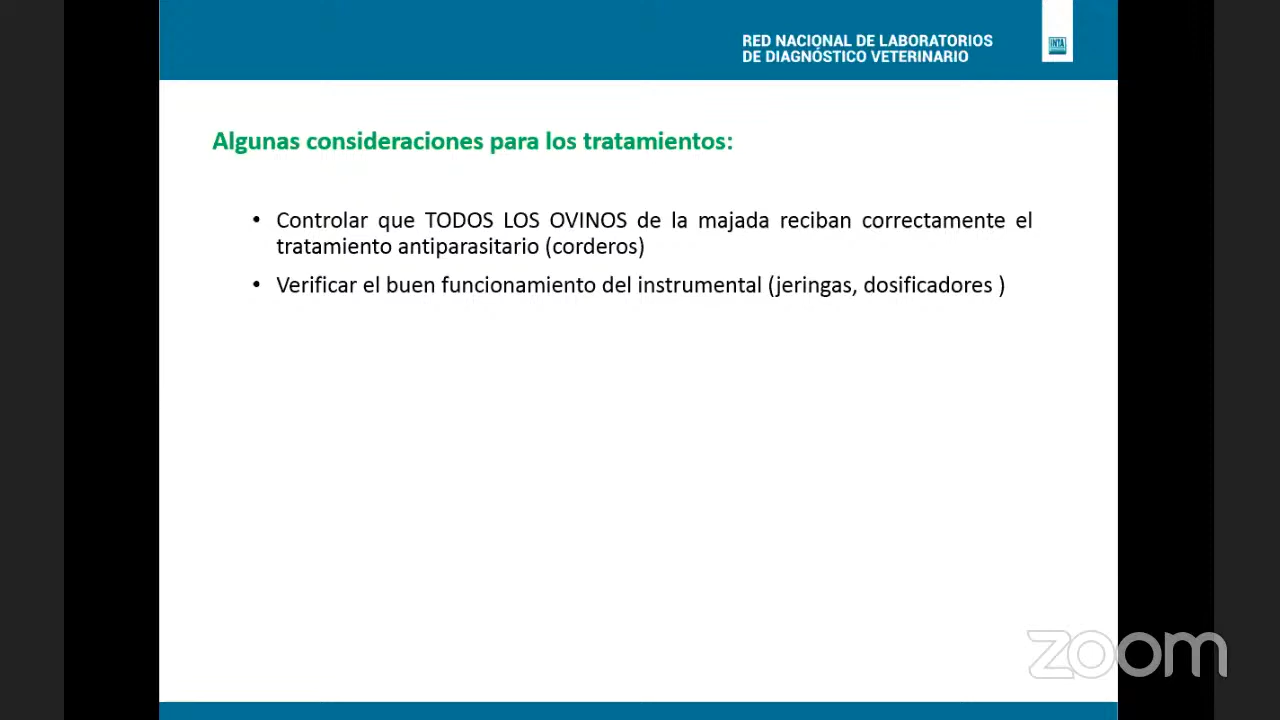 RED NACIONAL DE LABORATORIOS
DE DIAGNÓSTICO VETERINARIO
INTA
Algunas consideraciones para los tratamientos:
• Controlar que TODOS LOS OVINOS de la majada reciban correctamente el
tratamiento antiparasitario (corderos)
• Verificar el buen funcionamiento del instrumental (jeringas, dosificadores )
zoom